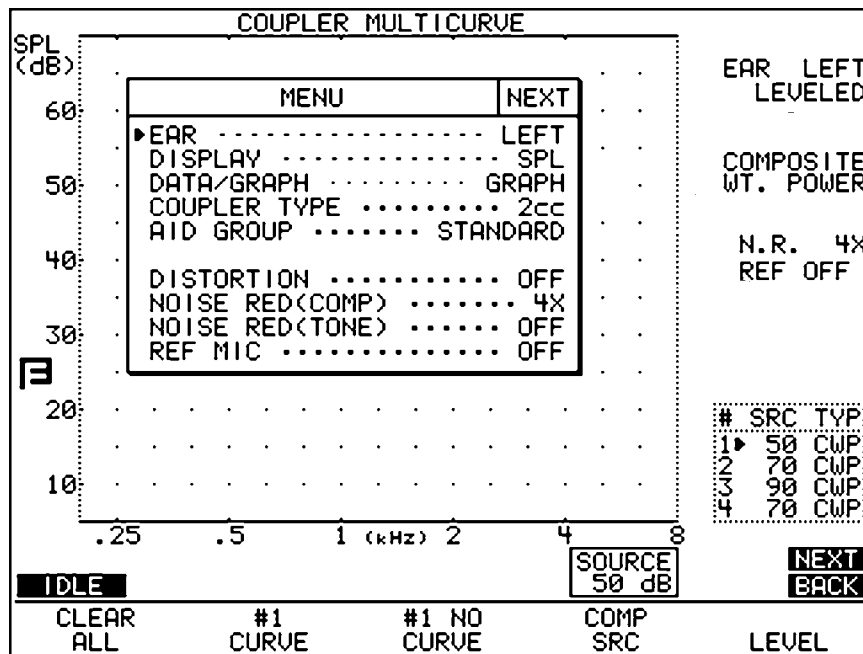 COUPLER MULTICURVE
SPL
(dB)
60
50
40
30
20
10
.25 .5 1 (kHz) 2 4 8
MENU NEXT
EAR ................. LEFT
DISPLAY .............. SPL
DATA/GRAPH ......... GRAPH
COUPLER TYPE ......... 2cc
AID GROUP ....... STANDARD
DISTORTION ........... OFF
NOISE RED(COMP) ....... 4X
NOISE RED(TONE) ...... OFF
REF MIC .............. OFF
EAR LEFT
LEVELED
COMPOSITE
WT. POWER
N.R. 4X
REF OFF
# SRC TYP
1 50 CWP
2 70 CWP
3 90 CWP
4 70 CWP
SOURCE
50 dB
NEXT
BACK
IDLE
CLEAR ALL
#1 CURVE
#1 NO CURVE
COMP SRC
LEVEL